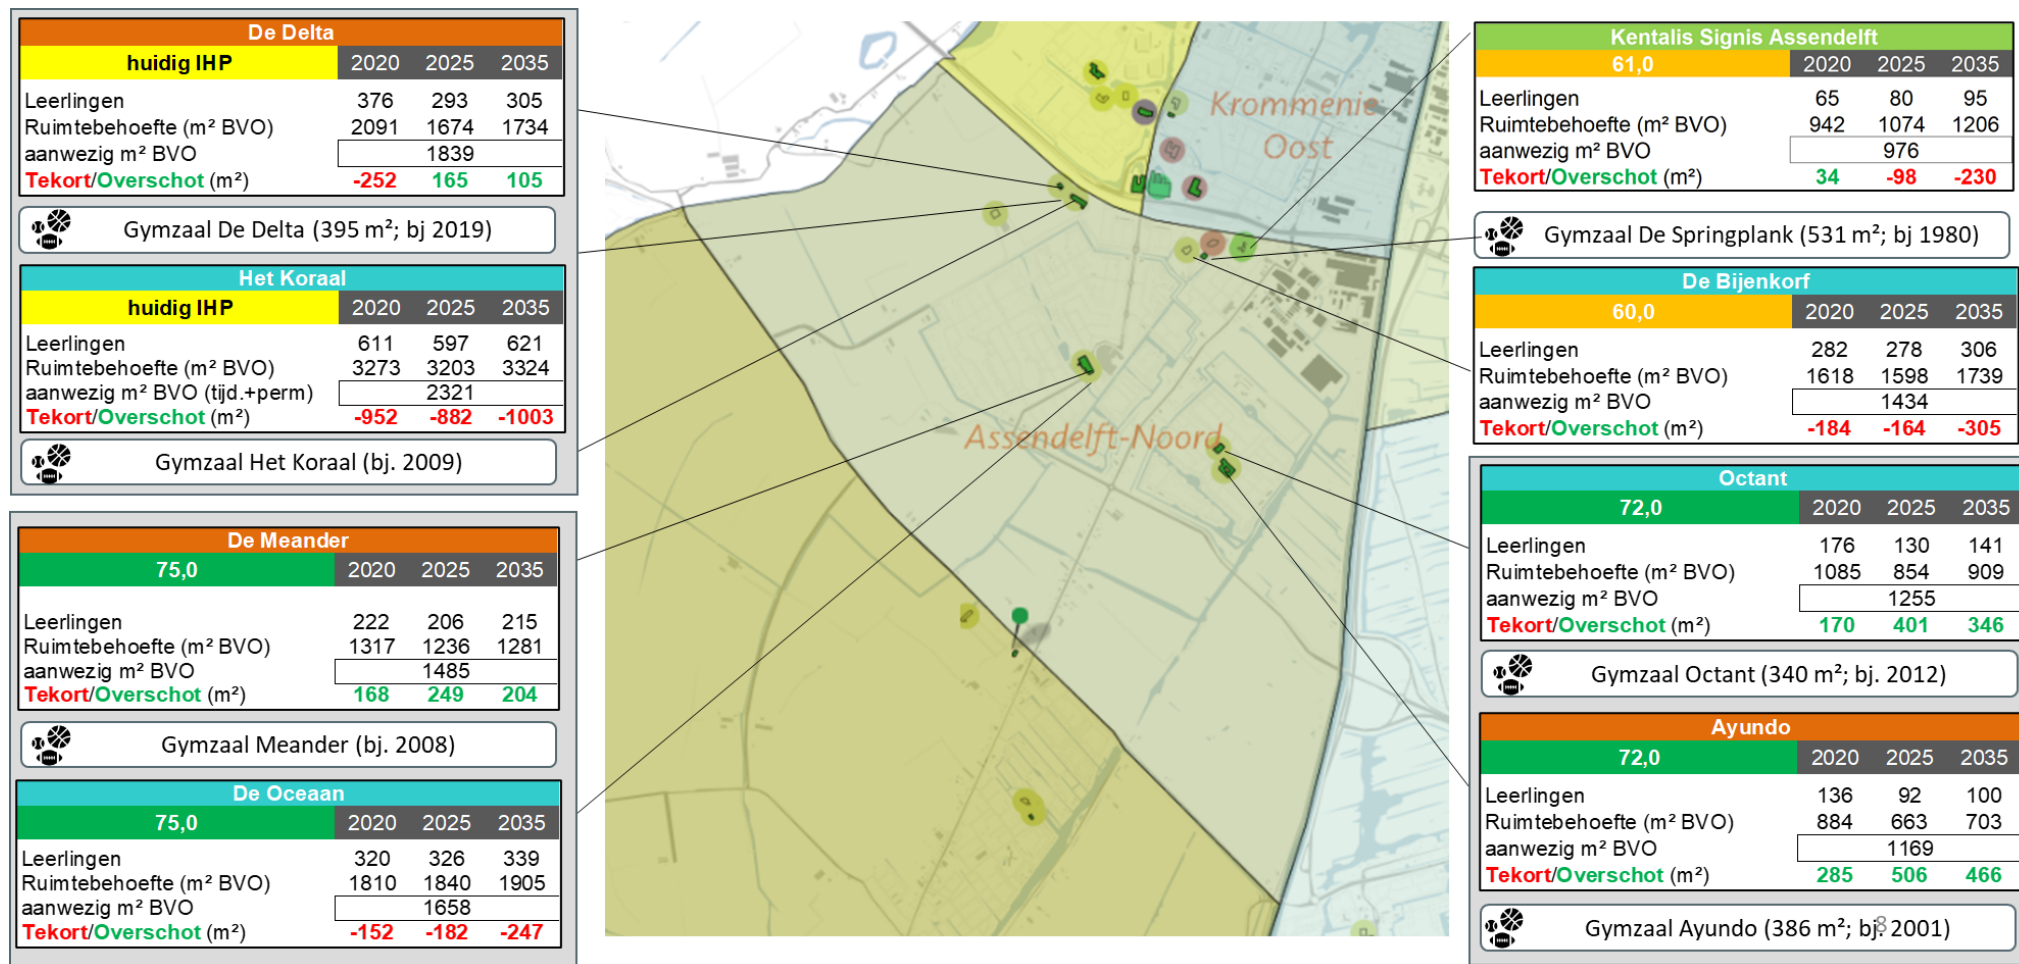 De Delta
huidig IHP 2020 2025 2035
Leerlingen 376 293 305
Ruimtebehoefte (m² BVO) 2091 1674 1734
aanwezig m² BVO 1839
Tekort/Overschot (m²) -252 165 105
Gymzaal De Delta (395 m²; bj 2019)
Het Koraal
huidig IHP 2020 2025 2035
Leerlingen 611 597 621
Ruimtebehoefte (m² BVO) 3273 3203 3324
aanwezig m² BVO (tijd.+perm) 2321
Tekort/Overschot (m²) -952 -882 -1003
Gymzaal Het Koraal (bj. 2009)
De Meander
75,0 2020 2025 2035
Leerlingen 222 206 215
Ruimtebehoefte (m² BVO) 1317 1236 1281
aanwezig m² BVO 1485
Tekort/Overschot (m²) 168 249 204
Gymzaal Meander (bj. 2008)
De Oceaan
75,0 2020 2025 2035
Leerlingen 320 326 339
Ruimtebehoefte (m² BVO) 1810 1840 1905
aanwezig m² BVO 1658
Tekort/Overschot (m²) -152 -182 -247
Krommenie
Oost
Assendelft-Noord
Kentalis Signis Assendelft
61,0 2020 2025 2035
Leerlingen 65 80 95
Ruimtebehoefte (m² BVO) 942 1074 1206
aanwezig m² BVO 976
Tekort/Overschot (m²) 34 -98 -230
Gymzaal De Springplank (531 m²; bj 1980)
De Bijenkorf
60,0 2020 2025 2035
Leerlingen 282 278 306
Ruimtebehoefte (m² BVO) 1618 1598 1739
aanwezig m² BVO 1434
Tekort/Overschot (m²) -184 -164 -305
Octant
72,0 2020 2025 2035
Leerlingen 176 130 141
Ruimtebehoefte (m² BVO) 1085 854 909
aanwezig m² BVO 1255
Tekort/Overschot (m²) 170 401 346
Gymzaal Octant (340 m²; bj. 2012)
Ayundo
72,0 2020 2025 2035
Leerlingen 136 92 100
Ruimtebehoefte (m² BVO) 884 663 703
aanwezig m² BVO 1169
Tekort/Overschot (m²) 285 506 466
Gymzaal Ayundo (386 m²; bj. 2001)
8